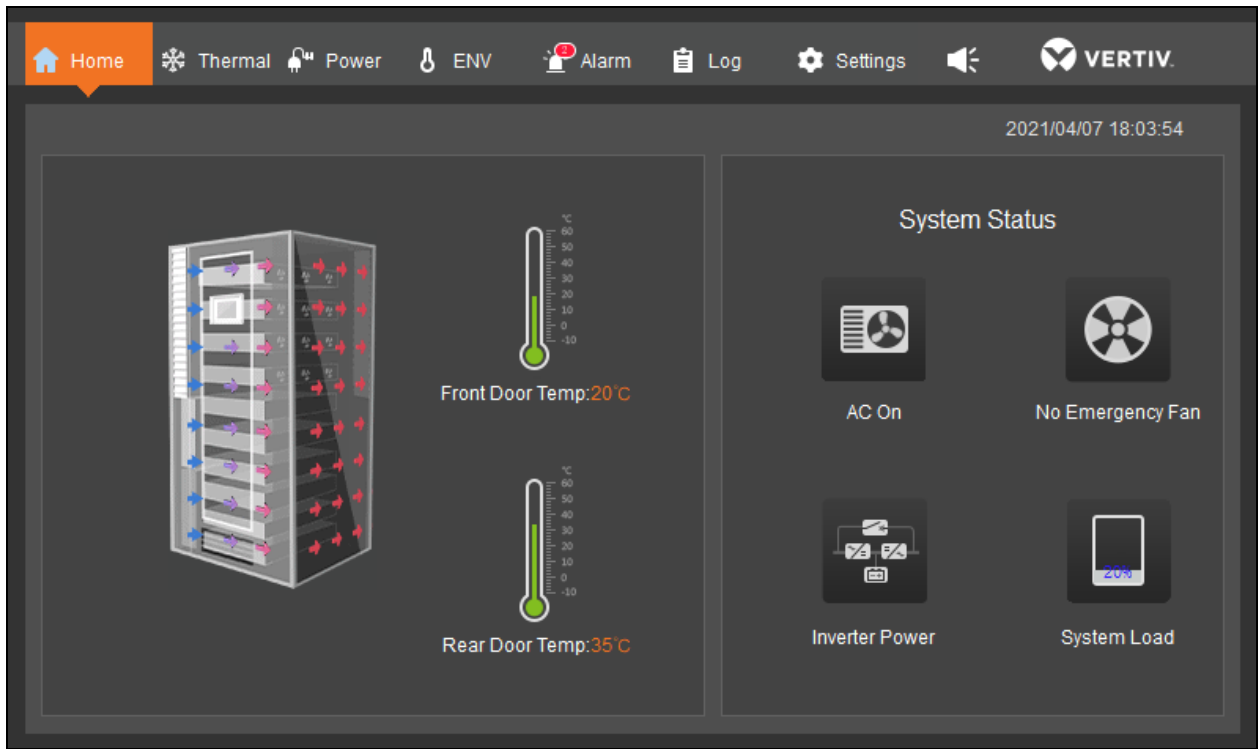 Home Thermal Power ENV 2 Alarm Log Settings VERTIV.
2021/04/07 18:03:54
System Status
°C
60
50
40
30
20
10
0
-10
Front Door Temp:20°C
AC On
No Emergency Fan
°C
60
50
40
30
20
10
0
-10
Rear Door Temp:35°C
20%
Inverter Power
System Load